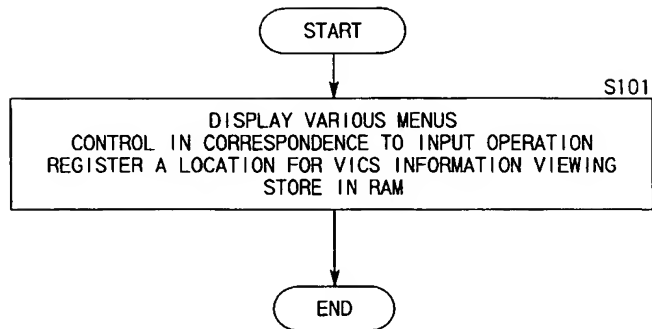 START
S101
DISPLAY VARIOUS MENUS
CONTROL IN CORRESPONDENCE TO INPUT OPERATION
REGISTER A LOCATION FOR VICS INFORMATION VIEWING
STORE IN RAM
END